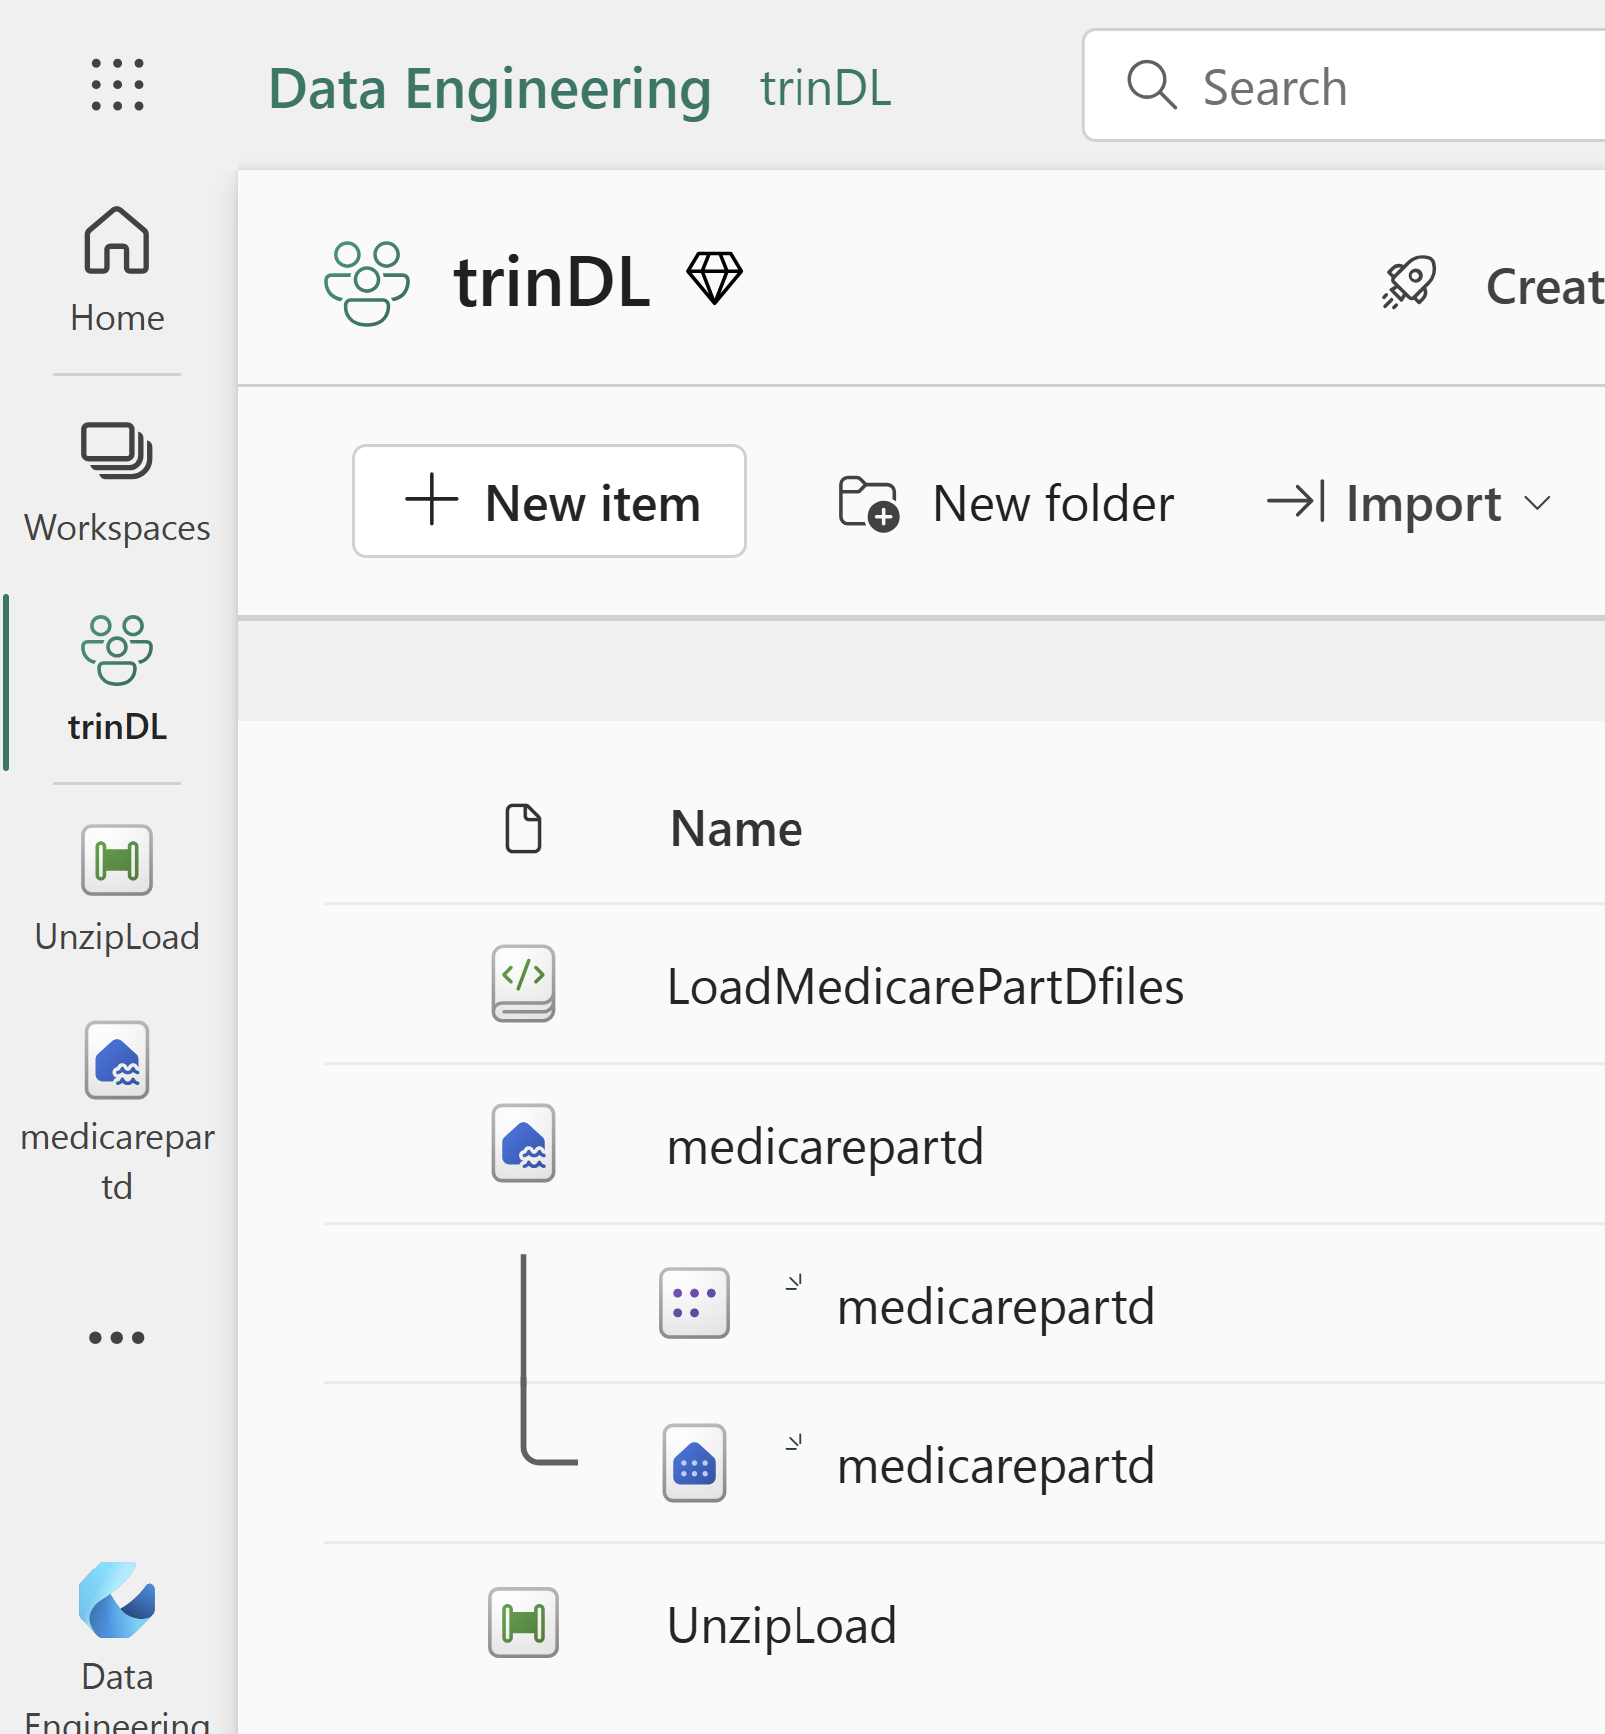 Data Engineering trinDL
Search
Home
Workspaces
trinDL
UnzipLoad
medicarepar
td
Data
Engineering
trinDL
Creat
New item
New folder
Import
Name
LoadMedicarePartDfiles
medicarepartd
medicarepartd
medicarepartd
UnzipLoad